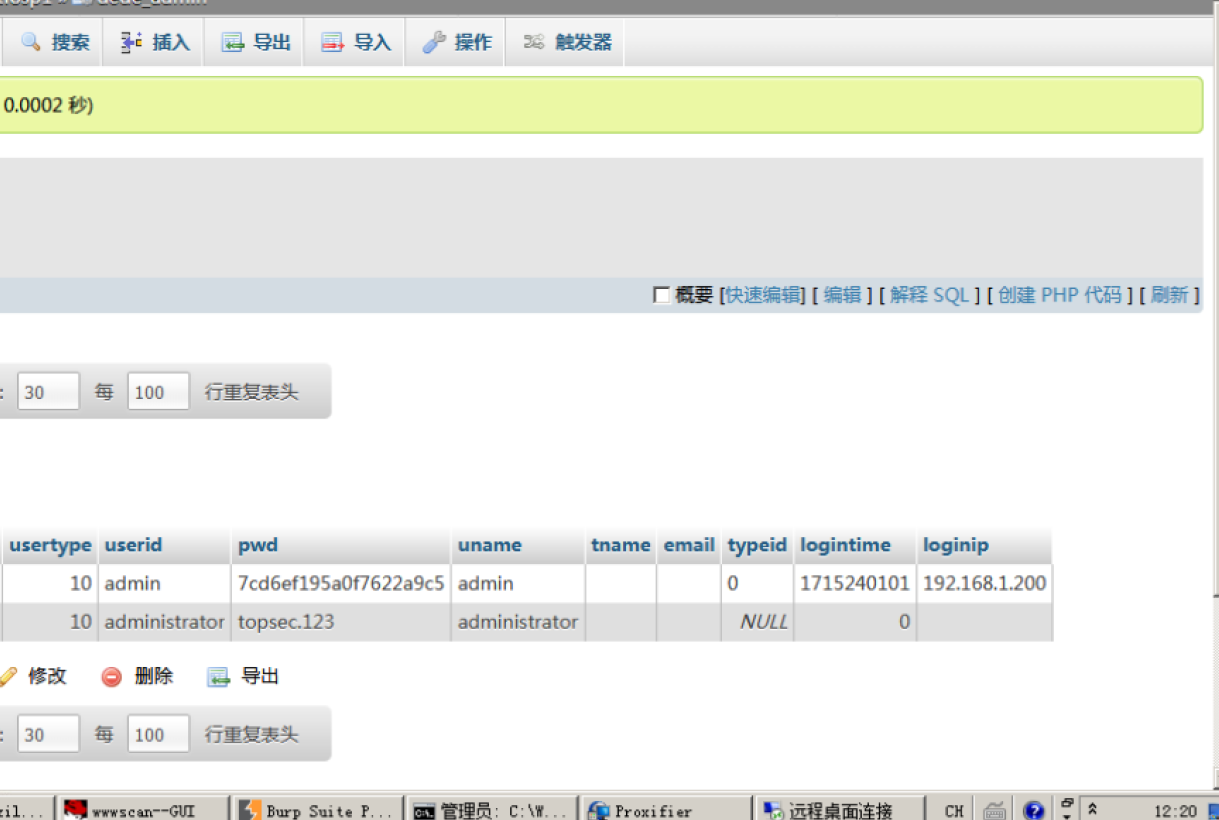 dede_admin
搜索 插入 导出 导入 操作 触发器
0.0002 秒)
概要 [快速编辑] [ 编辑 ] [ 解释 SQL ] [ 创建 PHP 代码 ] [ 刷新 ]
: 30 每 100 行重复表头
usertype userid pwd uname tname email typeid logintime loginip
10 admin 7cd6ef195a0f7622a9c5 admin 0 1715240101 192.168.1.200
10 administrator topsec.123 administrator NULL 0
修改 删除 导出
: 30 每 100 行重复表头
zil... wwwscan--GUI Burp Suite P... 管理员: C:\W... Proxifier 远程桌面连接 CH 12:20